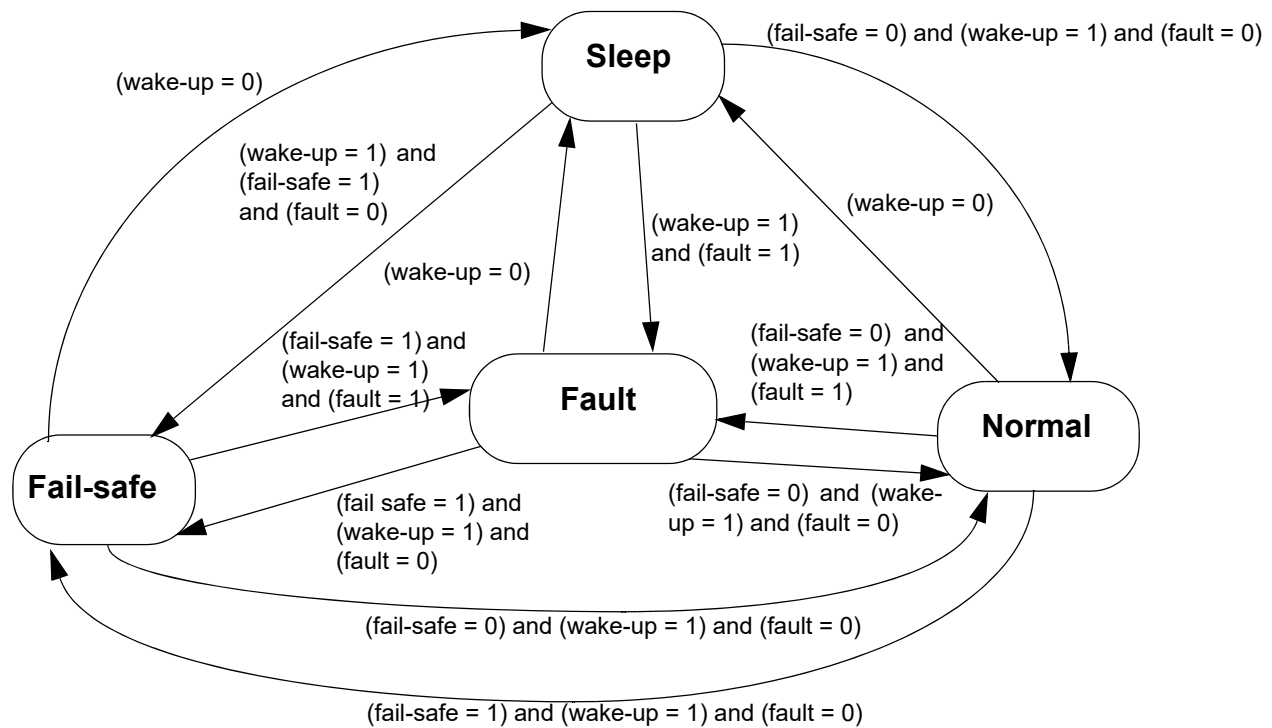 Sleep
(fail-safe = 0) and (wake-up = 1) and (fault = 0)
(wake-up = 0)
(wake-up = 1) and
(fail-safe = 1)
and (fault = 0)
(wake-up = 0)
(wake-up = 1)
and (fault = 1)
(wake-up = 0)
(fail-safe = 1) and
(wake-up = 1)
and (fault = 1)
Fault
(fail-safe = 0) and
(wake-up = 1) and
(fault = 1)
Normal
Fail-safe
(fail safe = 1) and
(wake-up = 1) and
(fault = 0)
(fail-safe = 0) and (wake-
up = 1) and (fault = 0)
(fail-safe = 0) and (wake-up = 1) and (fault = 0)
(fail-safe = 1) and (wake-up = 1) and (fault = 0)